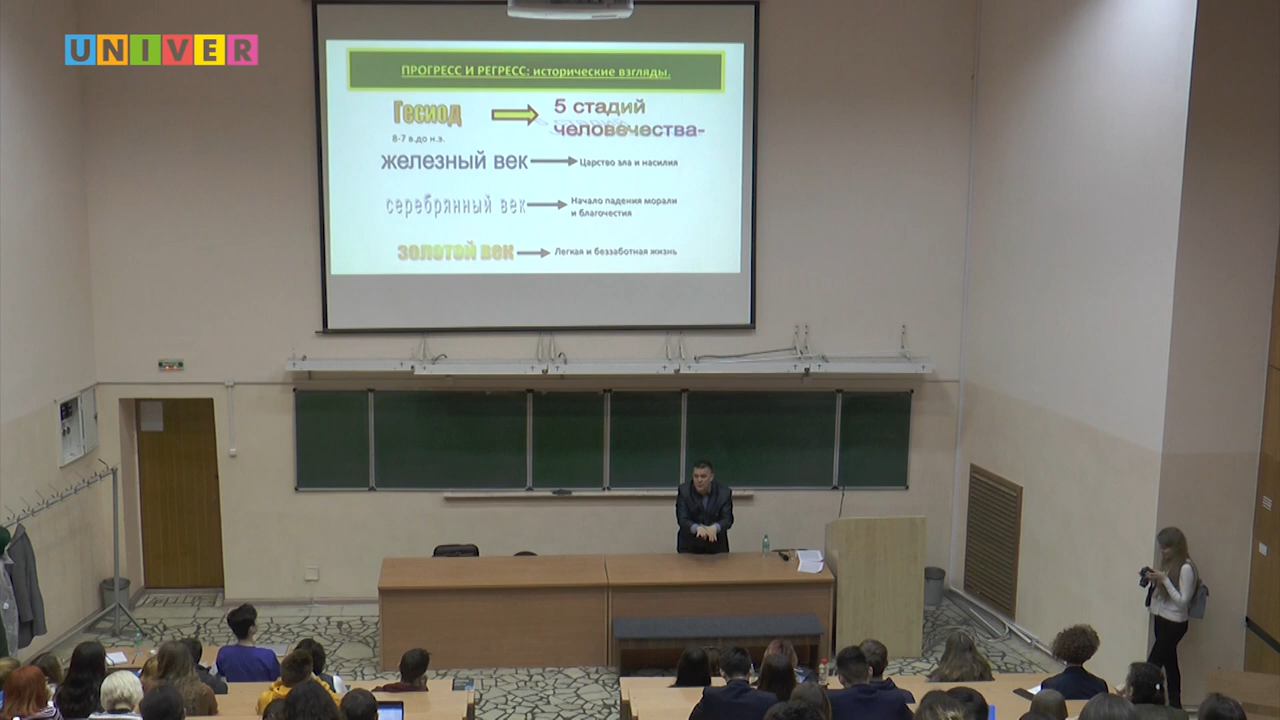 UNIVER
ПРОГРЕСС И РЕГРЕСС: исторические взгляды.
Гесиод
5 стадий
человечества-
8-7 в.до н.э.
железный век
Царство зла и насилия
серебрянный век
Начало падения морали
и благочестия
золотой век
Легкая и беззаботная жизнь